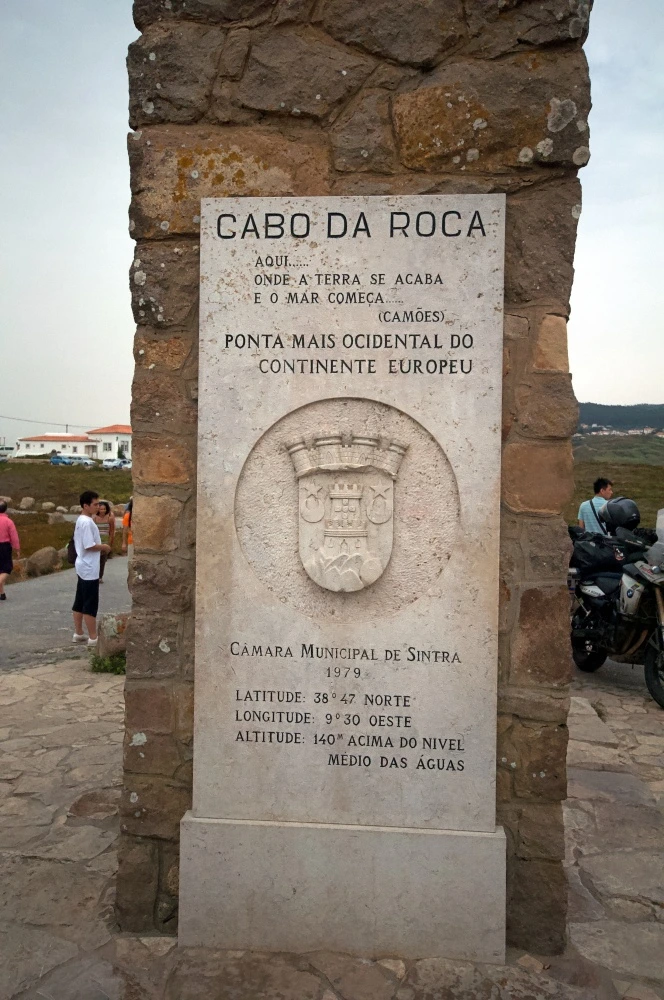 CABO DA ROCA
AQUI......
ONDE A TERRA SE ACABA
E O MAR COMEÇA.....
(CAMÕES)
PONTA MAIS OCIDENTAL DO
CONTINENTE EUROPEU
CÂMARA MUNICIPAL DE SINTRA
1979
LATITUDE: 38° 47 NORTE
LONGITUDE: 9° 30 OESTE
ALTITUDE: 140ᴹ ACIMA DO NIVEL
MÉDIO DAS ÁGUAS